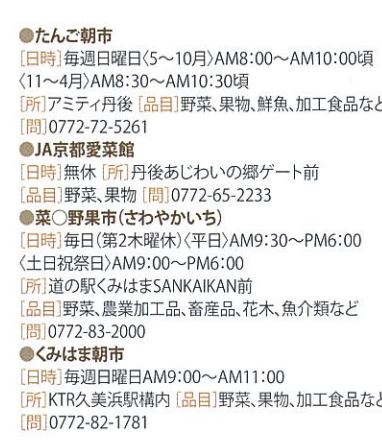 ●たんご朝市
[日時]毎週日曜日〈5〜10月〉AM8:00〜AM10:00頃
〈11〜4月〉AM8:30〜AM10:30頃
[所]アミティ丹後 [品目]野菜、果物、鮮魚、加工食品など
[問]0772-72-5261
●JA京都愛菜館
[日時]無休 [所]丹後あじわいの郷ゲート前
[品目]野菜、果物 [問]0772-65-2233
●菜○野果市(さわやかいち)
[日時]毎日(第2木曜休)〈平日〉AM9:30〜PM6:00
〈土日祝祭日〉AM9:00〜PM6:00
[所]道の駅くみはまSANKAIKAN前
[品目]野菜、農業加工品、畜産品、花木、魚介類など
[問]0772-83-2000
●くみはま朝市
[日時]毎週日曜日AM9:00〜AM11:00
[所]KTR久美浜駅構内 [品目]野菜、果物、加工食品など
[問]0772-82-1781